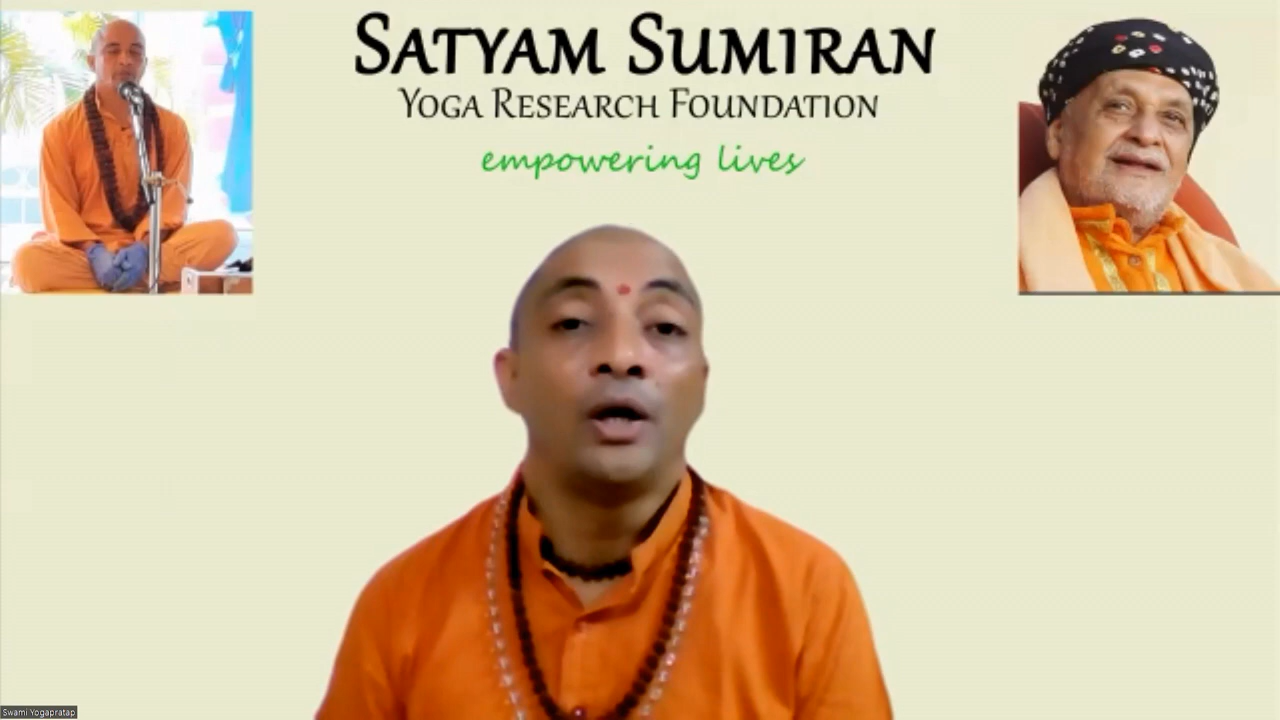 SATYAM SUMIRAN
YOGA RESEARCH FOUNDATION
empowering lives
Swami Yogapratap